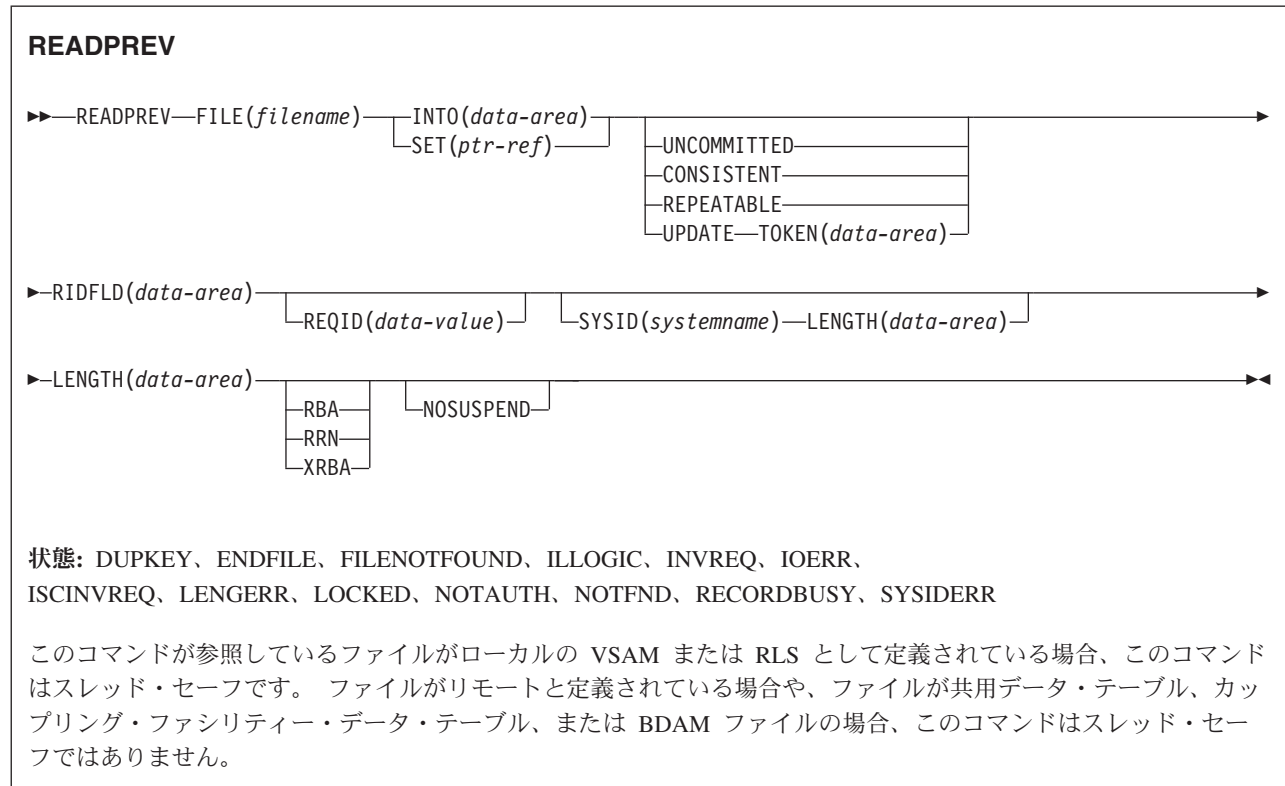 READPREV
READPREV FILE(filename) INTO(data-area)
SET(ptr-ref) UNCOMMITTED
CONSISTENT
REPEATABLE
UPDATE TOKEN(data-area)
RIDFLD(data-area)
REQID(data-value) SYSID(systemname) LENGTH(data-area)
LENGTH(data-area)
RBA NOSUSPEND
RRN
XRBA
状態: DUPKEY、ENDFILE、FILENOTFOUND、ILLOGIC、INVREQ、IOERR、
ISCINVREQ、LENGERR、LOCKED、NOTAUTH、NOTFND、RECORDBUSY、SYSIDERR
このコマンドが参照しているファイルがローカルの VSAM または RLS として定義されている場合、このコマンド
はスレッド・セーフです。 ファイルがリモートと定義されている場合や、ファイルが共用データ・テーブル、カッ
プリング・ファシリティー・データ・テーブル、または BDAM ファイルの場合、このコマンドはスレッド・セー
フではありません。